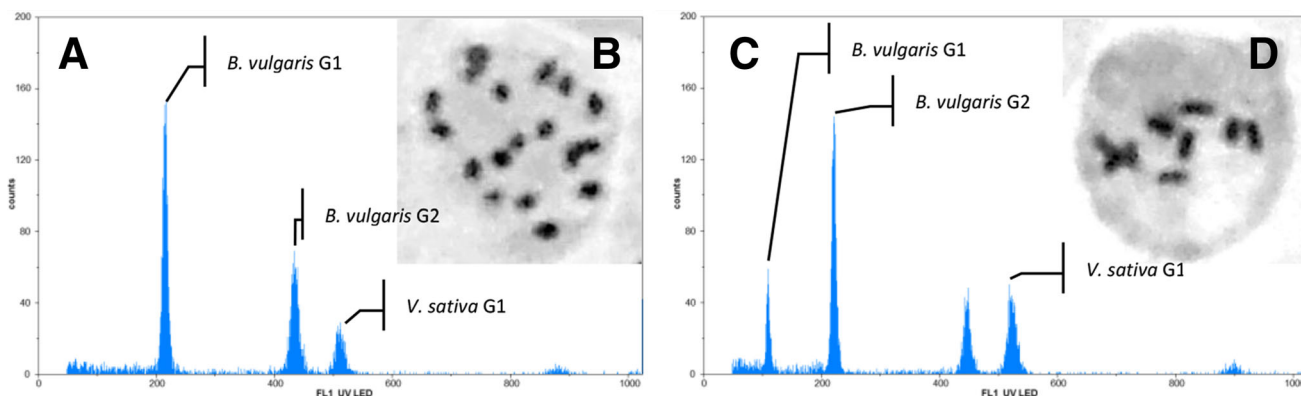 A
B
B. vulgaris G1
B. vulgaris G2
V. sativa G1
200
160
120
80
40
0
counts
0
200
400
600
800
1000
FL1 UV LED
C
D
B. vulgaris G1
B. vulgaris G2
V. sativa G1
200
160
120
80
40
0
counts
0
200
400
600
800
1000
FL1 UV LED